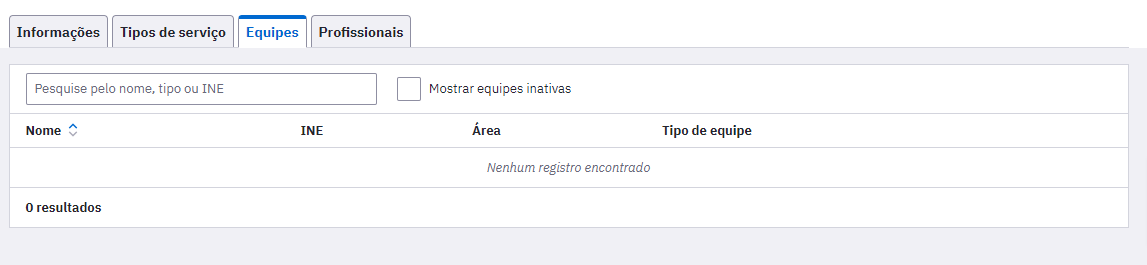 Informações Tipos de serviço Equipes Profissionais
Pesquise pelo nome, tipo ou INE Mostrar equipes inativas
Nome INE Área Tipo de equipe
Nenhum registro encontrado
0 resultados